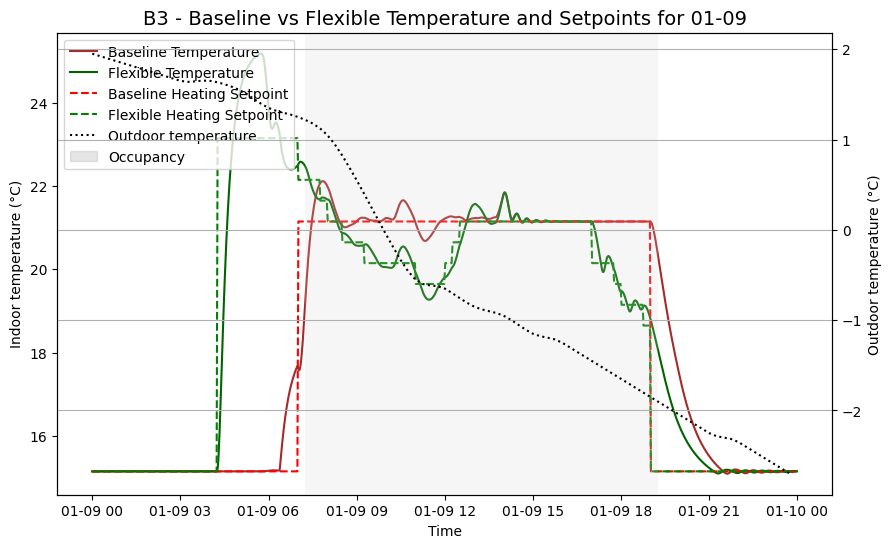 B3 - Baseline vs Flexible Temperature and Setpoints for 01-09
Baseline Temperature
Flexible Temperature
Baseline Heating Setpoint
Flexible Heating Setpoint
Outdoor temperature
Occupancy
Indoor temperature (°C)
24
22
20
18
16
2
1
0
−1
−2
Outdoor temperature (°C)
01-09 00
01-09 03
01-09 06
01-09 09
01-09 12
01-09 15
01-09 18
01-09 21
01-10 00
Time